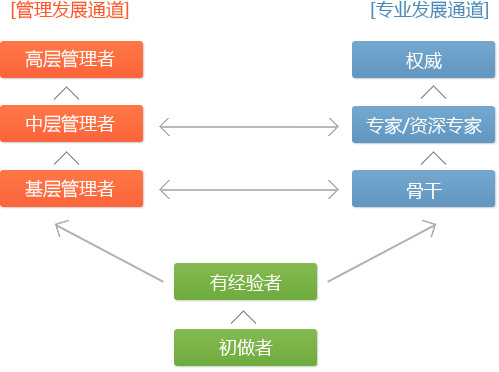 [管理发展通道]
[专业发展通道]
高层管理者
权威
中层管理者
专家/资深专家
基层管理者
骨干
有经验者
初做者